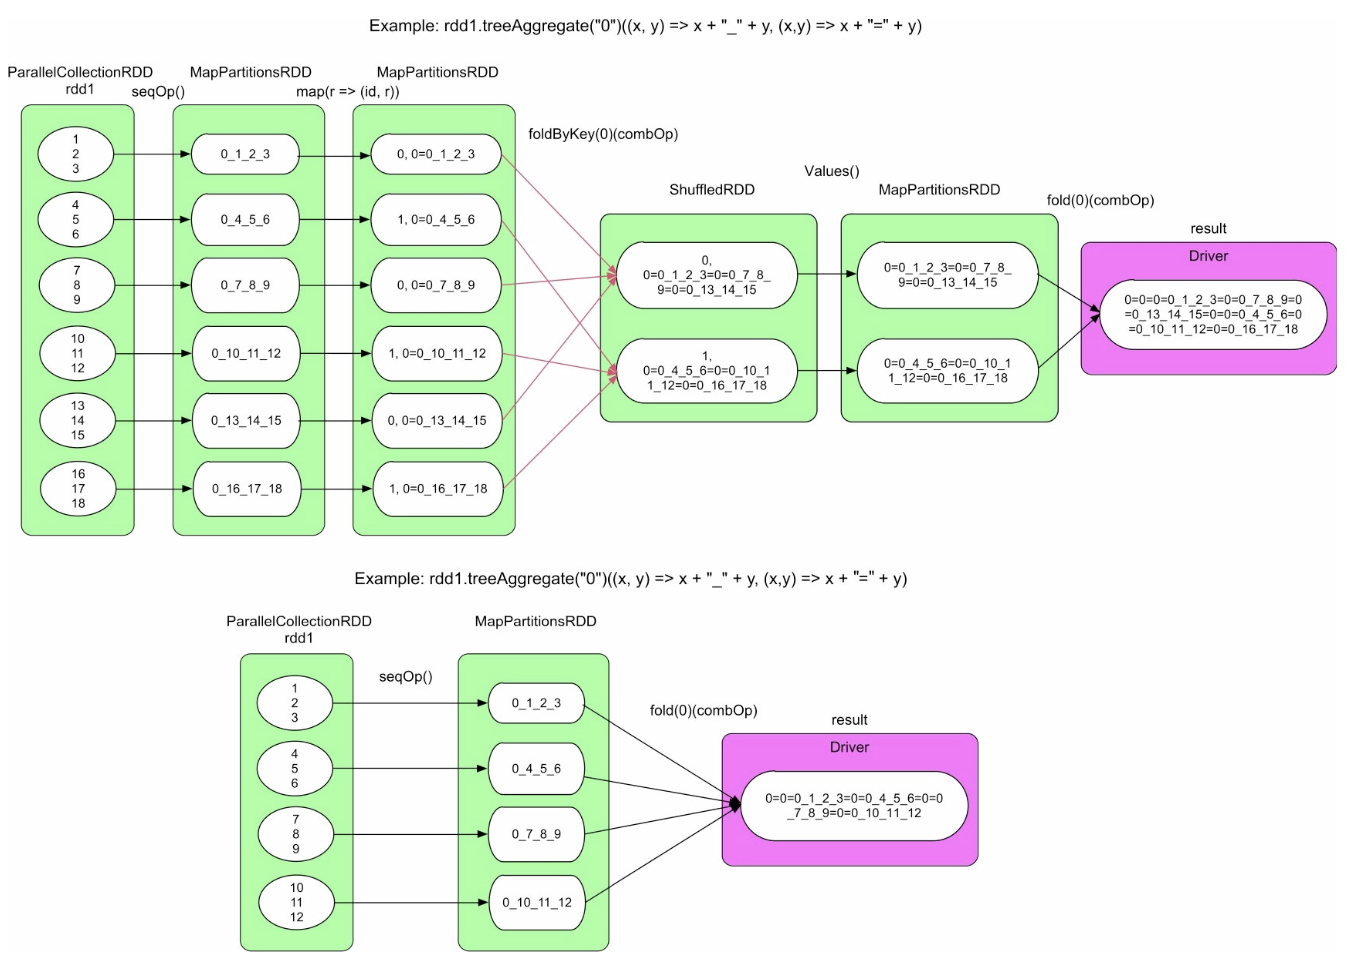 Example: rdd1.treeAggregate("0")((x, y) => x + "_" + y, (x,y) => x + "=" + y)
ParallelCollectionRDD
rdd1
seqOp()
MapPartitionsRDD
map(r => (id, r))
MapPartitionsRDD
1
2
3
0_1_2_3
0, 0=0_1_2_3
4
5
6
0_4_5_6
1, 0=0_4_5_6
7
8
9
0_7_8_9
0, 0=0_7_8_9
10
11
12
0_10_11_12
1, 0=0_10_11_12
13
14
15
0_13_14_15
0, 0=0_13_14_15
16
17
18
0_16_17_18
1, 0=0_16_17_18
foldByKey(0)(combOp)
ShuffledRDD
0,
0=0_1_2_3=0=0_7_8_
9=0=0_13_14_15
1,
0=0_4_5_6=0=0_10_1
1_12=0=0_16_17_18
Values()
MapPartitionsRDD
0=0_1_2_3=0=0_7_8_
9=0=0_13_14_15
0=0_4_5_6=0=0_10_1
1_12=0=0_16_17_18
fold(0)(combOp)
result
Driver
0=0=0=0_1_2_3=0=0_7_8_9=0
=0_13_14_15=0=0=0_4_5_6=0
=0_10_11_12=0=0_16_17_18
Example: rdd1.treeAggregate("0")((x, y) => x + "_" + y, (x,y) => x + "=" + y)
ParallelCollectionRDD
rdd1
seqOp()
MapPartitionsRDD
1
2
3
0_1_2_3
4
5
6
0_4_5_6
7
8
9
0_7_8_9
10
11
12
0_10_11_12
fold(0)(combOp)
result
Driver
0=0=0_1_2_3=0=0_4_5_6=0=0
_7_8_9=0=0_10_11_12